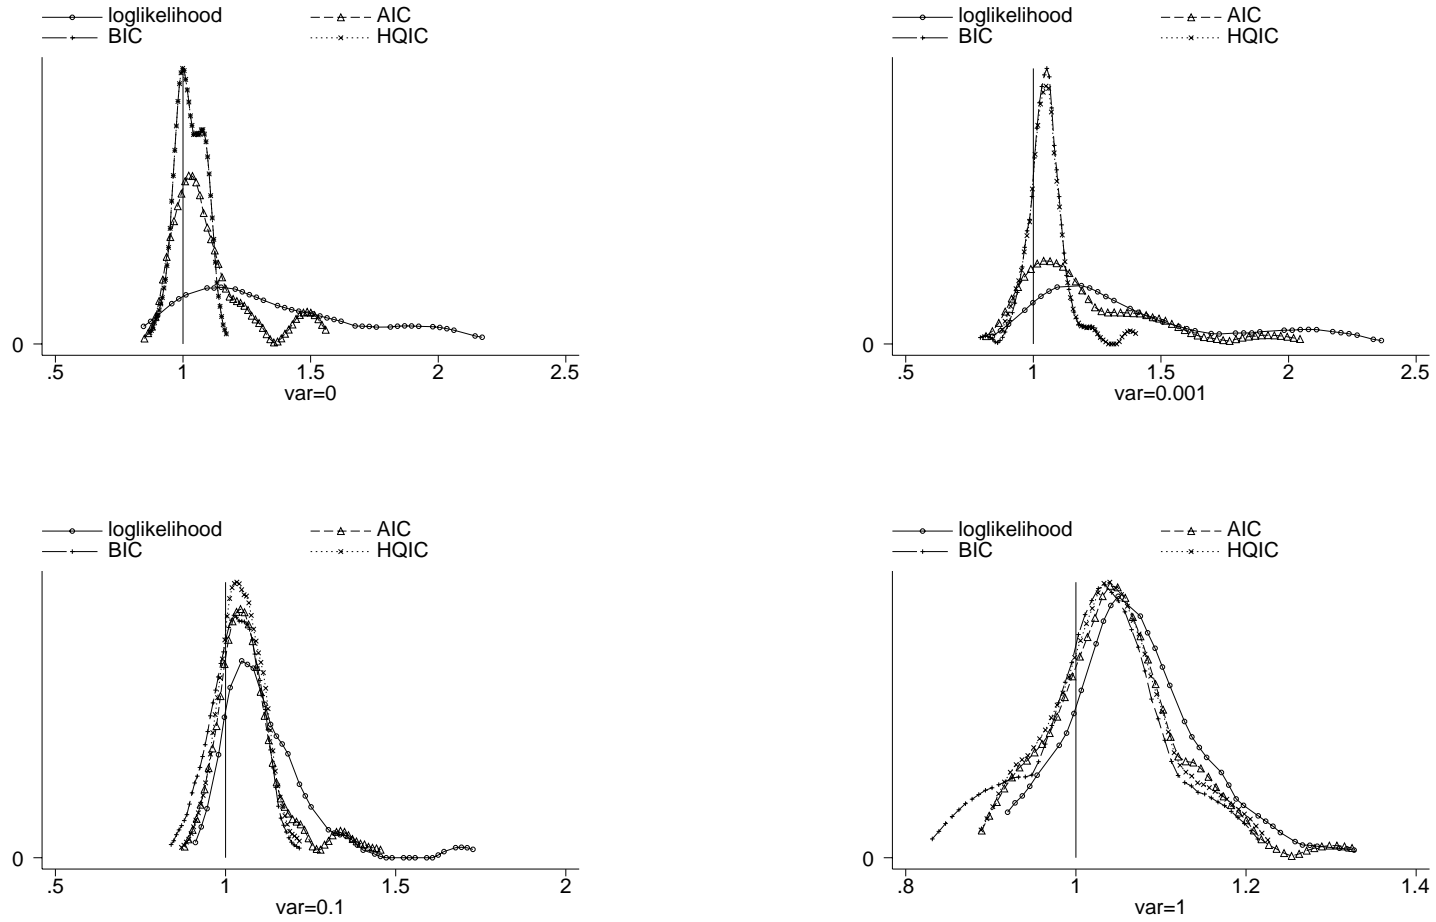 loglikelihood AIC
BIC HQIC
0
.5 1 1.5 2 2.5
var=0
loglikelihood AIC
BIC HQIC
0
.5 1 1.5 2 2.5
var=0.001
loglikelihood AIC
BIC HQIC
0
.5 1 1.5 2
var=0.1
loglikelihood AIC
BIC HQIC
0
.8 1 1.2 1.4
var=1